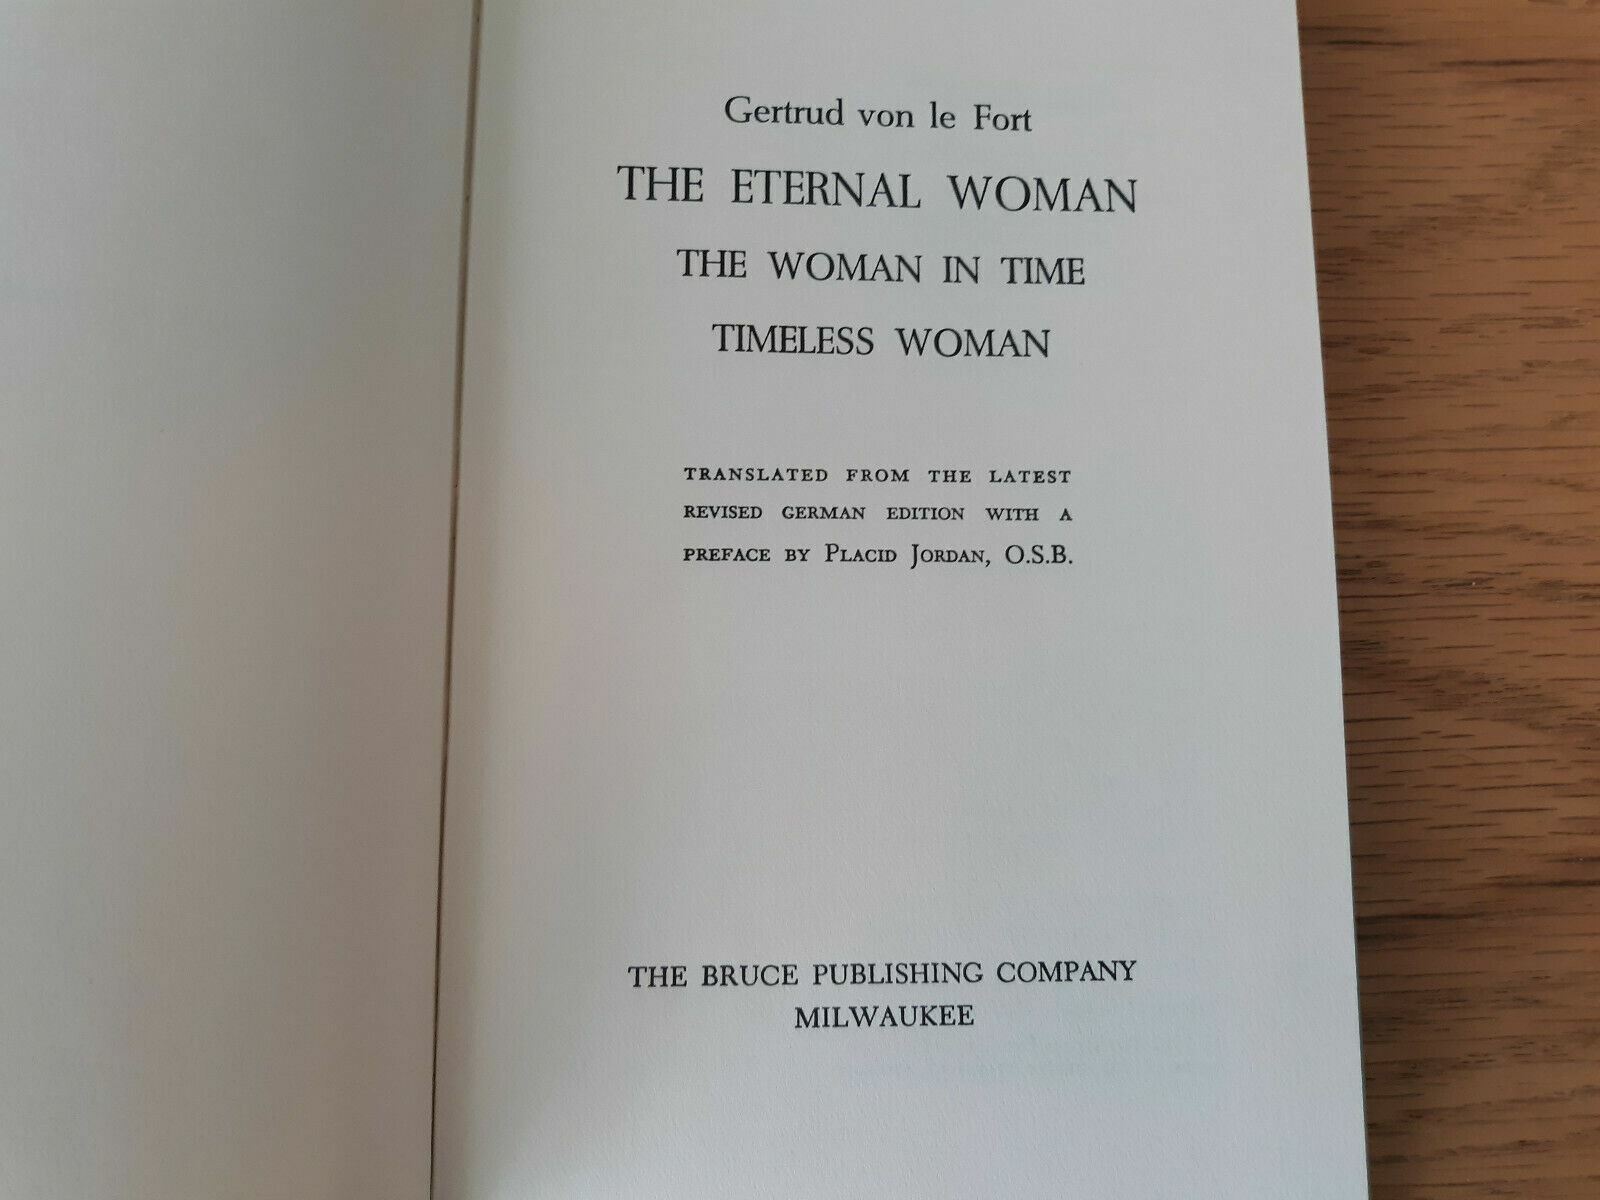 Gertrud von le Fort
THE ETERNAL WOMAN
THE WOMAN IN TIME
TIMELESS WOMAN
TRANSLATED FROM THE LATEST
REVISED GERMAN EDITION WITH A
PREFACE BY PLACID JORDAN, O.S.B.
THE BRUCE PUBLISHING COMPANY
MILWAUKEE